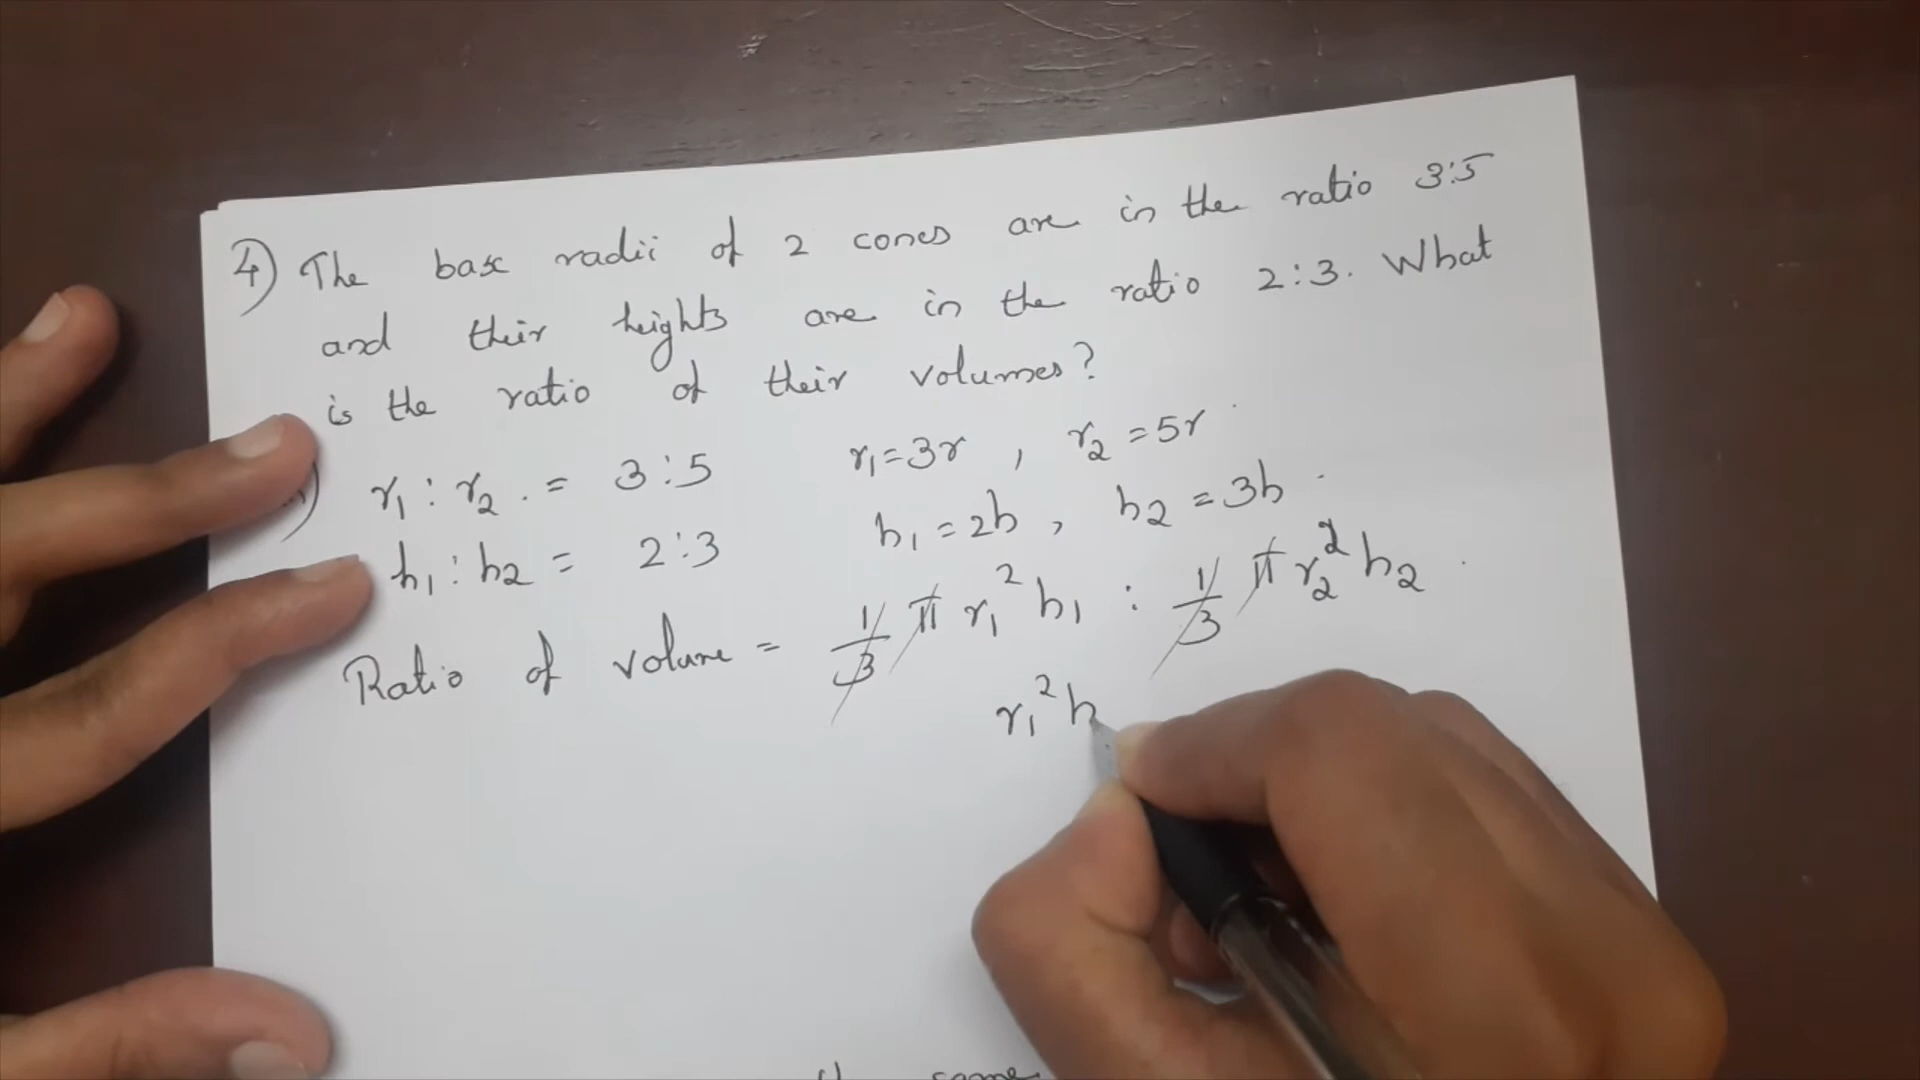 4) The base radii of 2 cones are in the ratio 3:5
and their heights are in the ratio 2:3. What
is the ratio of their volumes?
r₁ : r₂ = 3:5 r₁ = 3r , r₂ = 5r
h₁ : h₂ = 2:3 h₁ = 2h , h₂ = 3h
Ratio of volume = 1/3 π r₁² h₁ : 1/3 π r₂² h₂
r₁² h
same